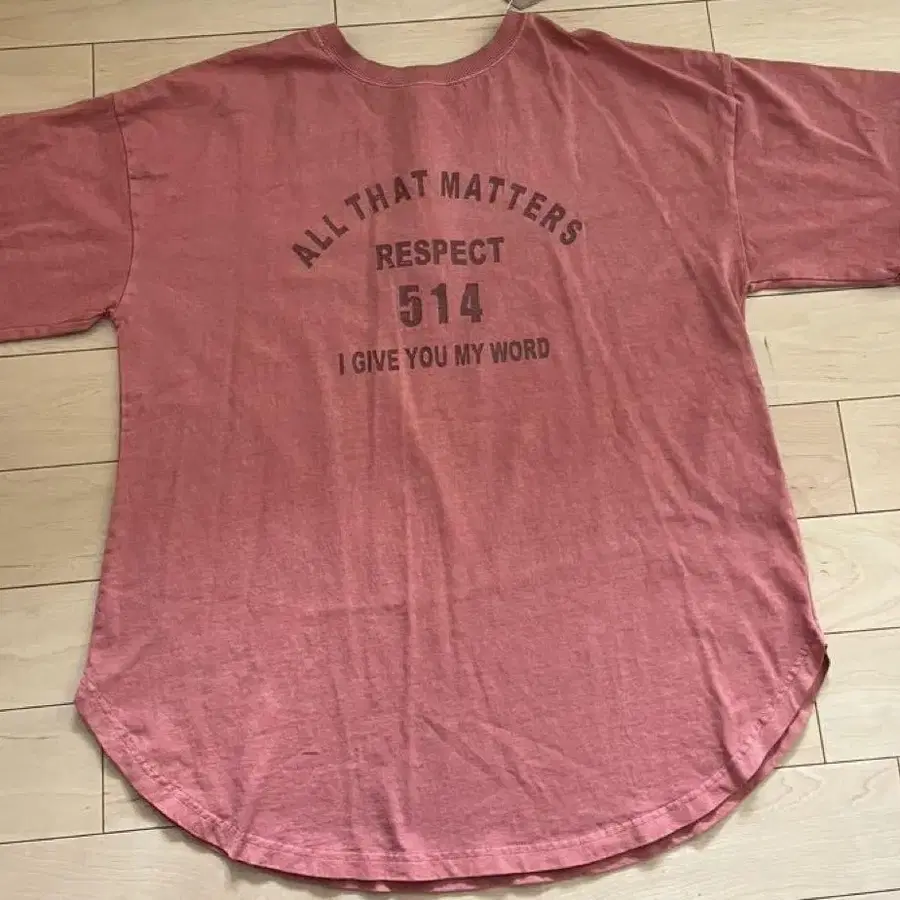 ALL THAT MATTERS
RESPECT
514
I GIVE YOU MY WORD